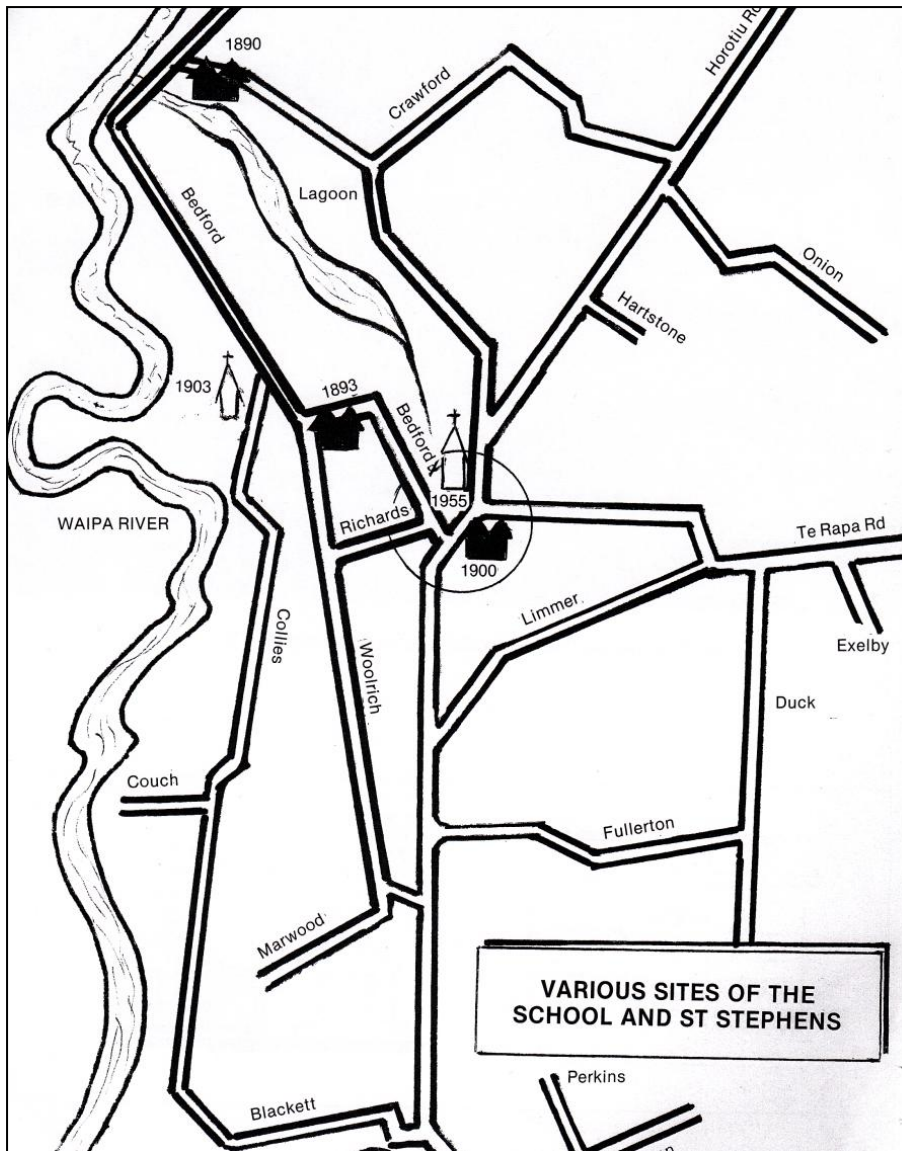 1890
Crawford
Horotiu Rd
Bedford
Lagoon
Onion
Hartstone
1903
1893
Bedford
1955
WAIPA RIVER
Richards
Te Rapa Rd
1900
Limmer
Exelby
Collies
Woolrich
Duck
Couch
Fullerton
Marwood
VARIOUS SITES OF THE
SCHOOL AND ST STEPHENS
Perkins
Blackett